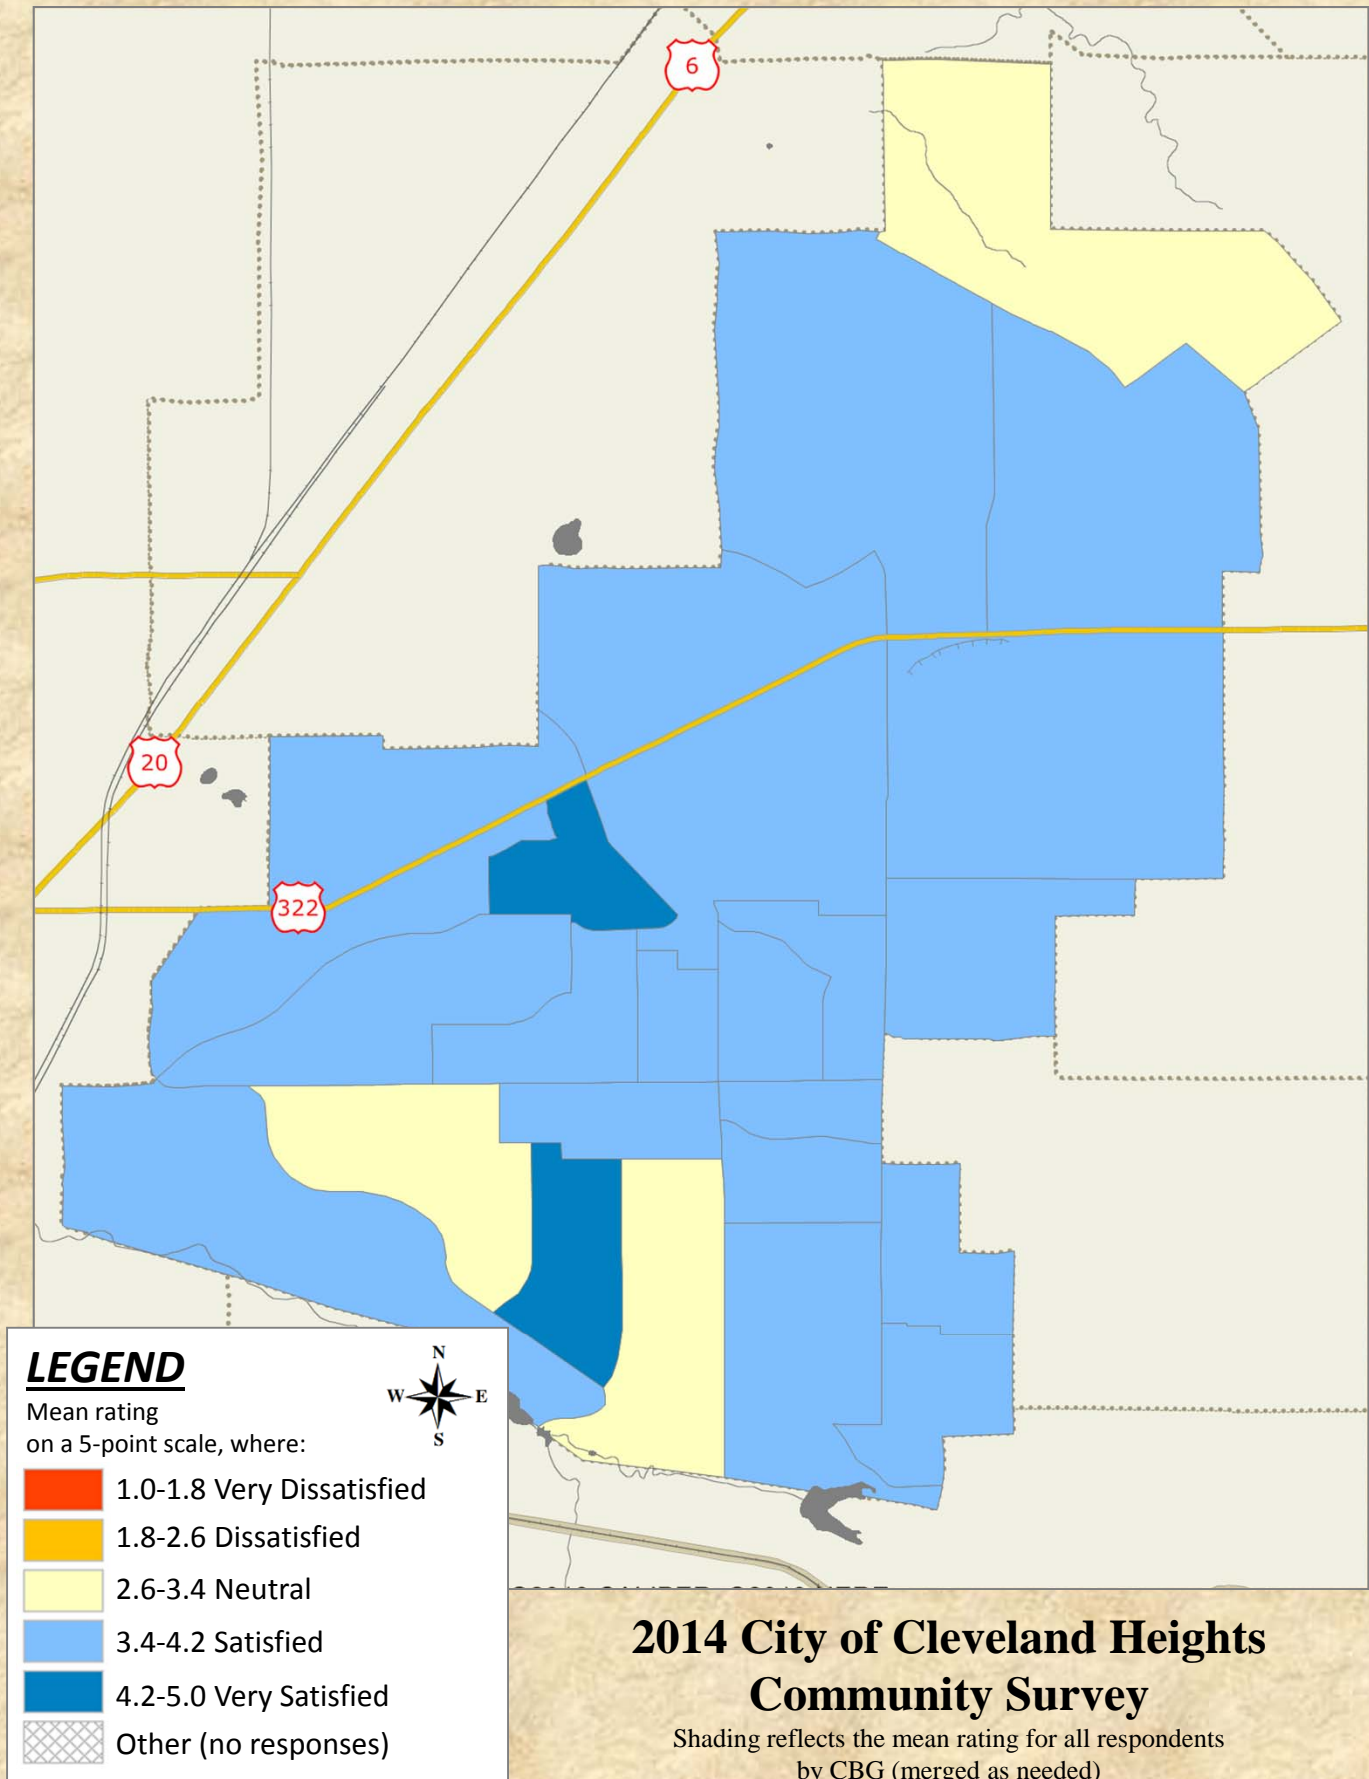 6
20
322
LEGEND
N
W E
S
Mean rating
on a 5-point scale, where:
1.0-1.8 Very Dissatisfied
1.8-2.6 Dissatisfied
2.6-3.4 Neutral
3.4-4.2 Satisfied
4.2-5.0 Very Satisfied
Other (no responses)
2014 City of Cleveland Heights
Community Survey
Shading reflects the mean rating for all respondents
by CBG (merged as needed)